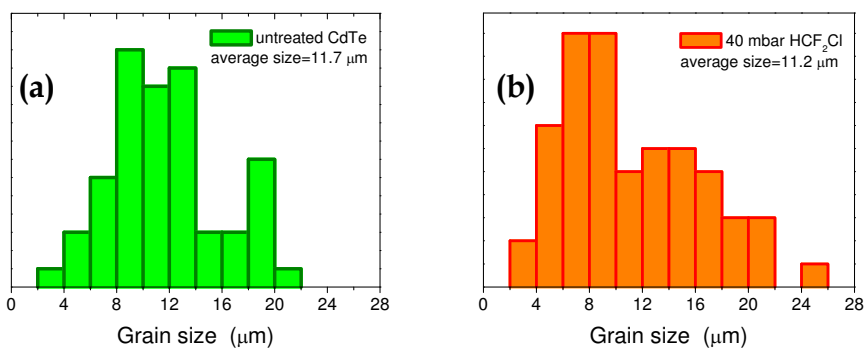 (a)
untreated CdTe
average size=11.7 μm
0 4 8 12 16 20 24 28
Grain size (μm)
(b)
40 mbar HCF₂Cl
average size=11.2 μm
0 4 8 12 16 20 24 28
Grain size (μm)